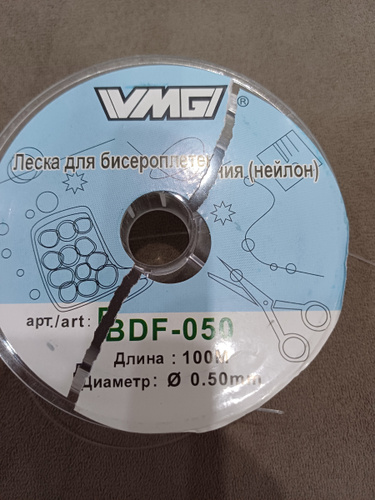 VMGI®
Леска для бисероплетения (нейлон)
арт./art: BDF-050
Длина : 100м
Диаметр: Ø 0.50mm